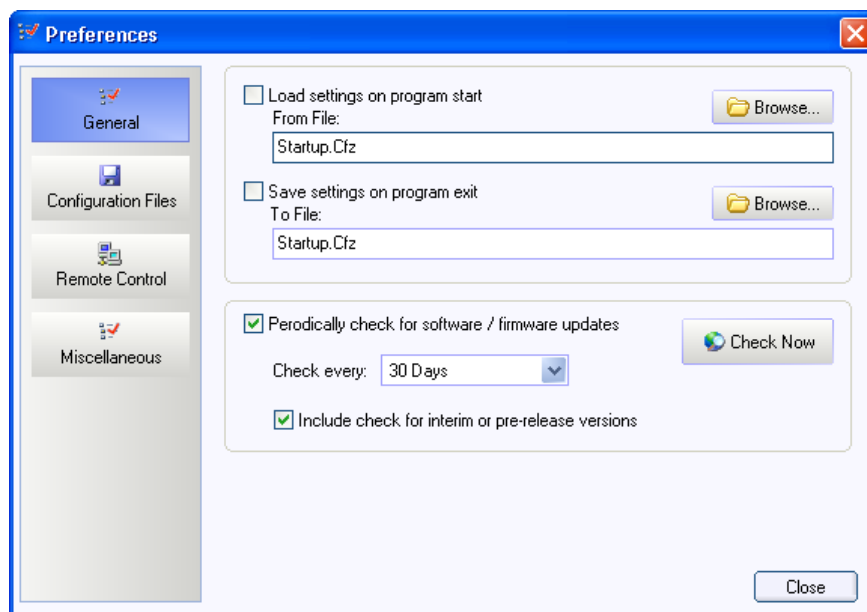 Preferences
General
Configuration Files
Remote Control
Miscellaneous
Load settings on program start
From File:
Browse...
Startup.Cfz
Save settings on program exit
To File:
Browse...
Startup.Cfz
Perodically check for software / firmware updates
Check Now
Check every: 30 Days
Include check for interim or pre-release versions
Close